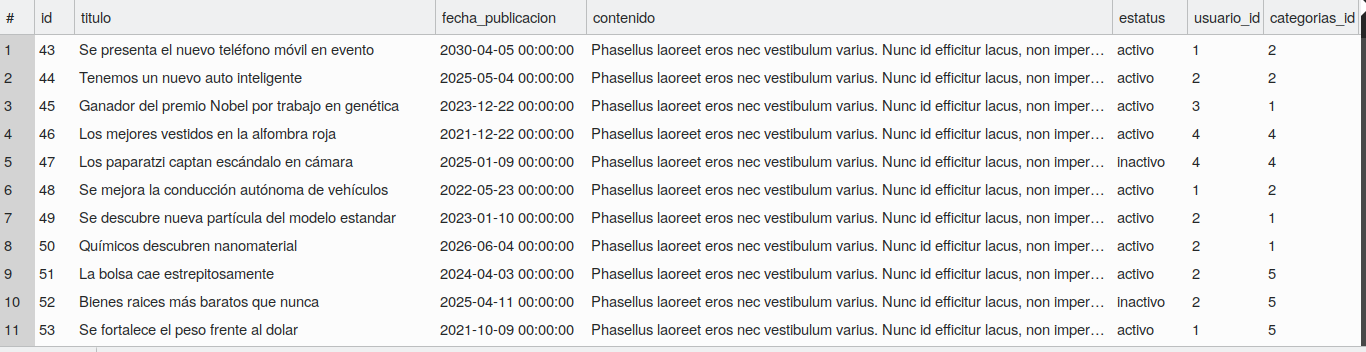 # id titulo fecha_publicacion contenido estatus usuario_id categorias_id
1 43 Se presenta el nuevo teléfono móvil en evento 2030-04-05 00:00:00 Phasellus laoreet eros nec vestibulum varius. Nunc id efficitur lacus, non imper… activo 1 2
2 44 Tenemos un nuevo auto inteligente 2025-05-04 00:00:00 Phasellus laoreet eros nec vestibulum varius. Nunc id efficitur lacus, non imper… activo 2 2
3 45 Ganador del premio Nobel por trabajo en genética 2023-12-22 00:00:00 Phasellus laoreet eros nec vestibulum varius. Nunc id efficitur lacus, non imper… activo 3 1
4 46 Los mejores vestidos en la alfombra roja 2021-12-22 00:00:00 Phasellus laoreet eros nec vestibulum varius. Nunc id efficitur lacus, non imper… activo 4 4
5 47 Los paparatzi captan escándalo en cámara 2025-01-09 00:00:00 Phasellus laoreet eros nec vestibulum varius. Nunc id efficitur lacus, non imper… inactivo 4 4
6 48 Se mejora la conducción autónoma de vehículos 2022-05-23 00:00:00 Phasellus laoreet eros nec vestibulum varius. Nunc id efficitur lacus, non imper… activo 1 2
7 49 Se descubre nueva partícula del modelo estandar 2023-01-10 00:00:00 Phasellus laoreet eros nec vestibulum varius. Nunc id efficitur lacus, non imper… activo 2 1
8 50 Químicos descubren nanomaterial 2026-06-04 00:00:00 Phasellus laoreet eros nec vestibulum varius. Nunc id efficitur lacus, non imper… activo 2 1
9 51 La bolsa cae estrepitosamente 2024-04-03 00:00:00 Phasellus laoreet eros nec vestibulum varius. Nunc id efficitur lacus, non imper… activo 2 5
10 52 Bienes raices más baratos que nunca 2025-04-11 00:00:00 Phasellus laoreet eros nec vestibulum varius. Nunc id efficitur lacus, non imper… inactivo 2 5
11 53 Se fortalece el peso frente al dolar 2021-10-09 00:00:00 Phasellus laoreet eros nec vestibulum varius. Nunc id efficitur lacus, non imper… activo 1 5